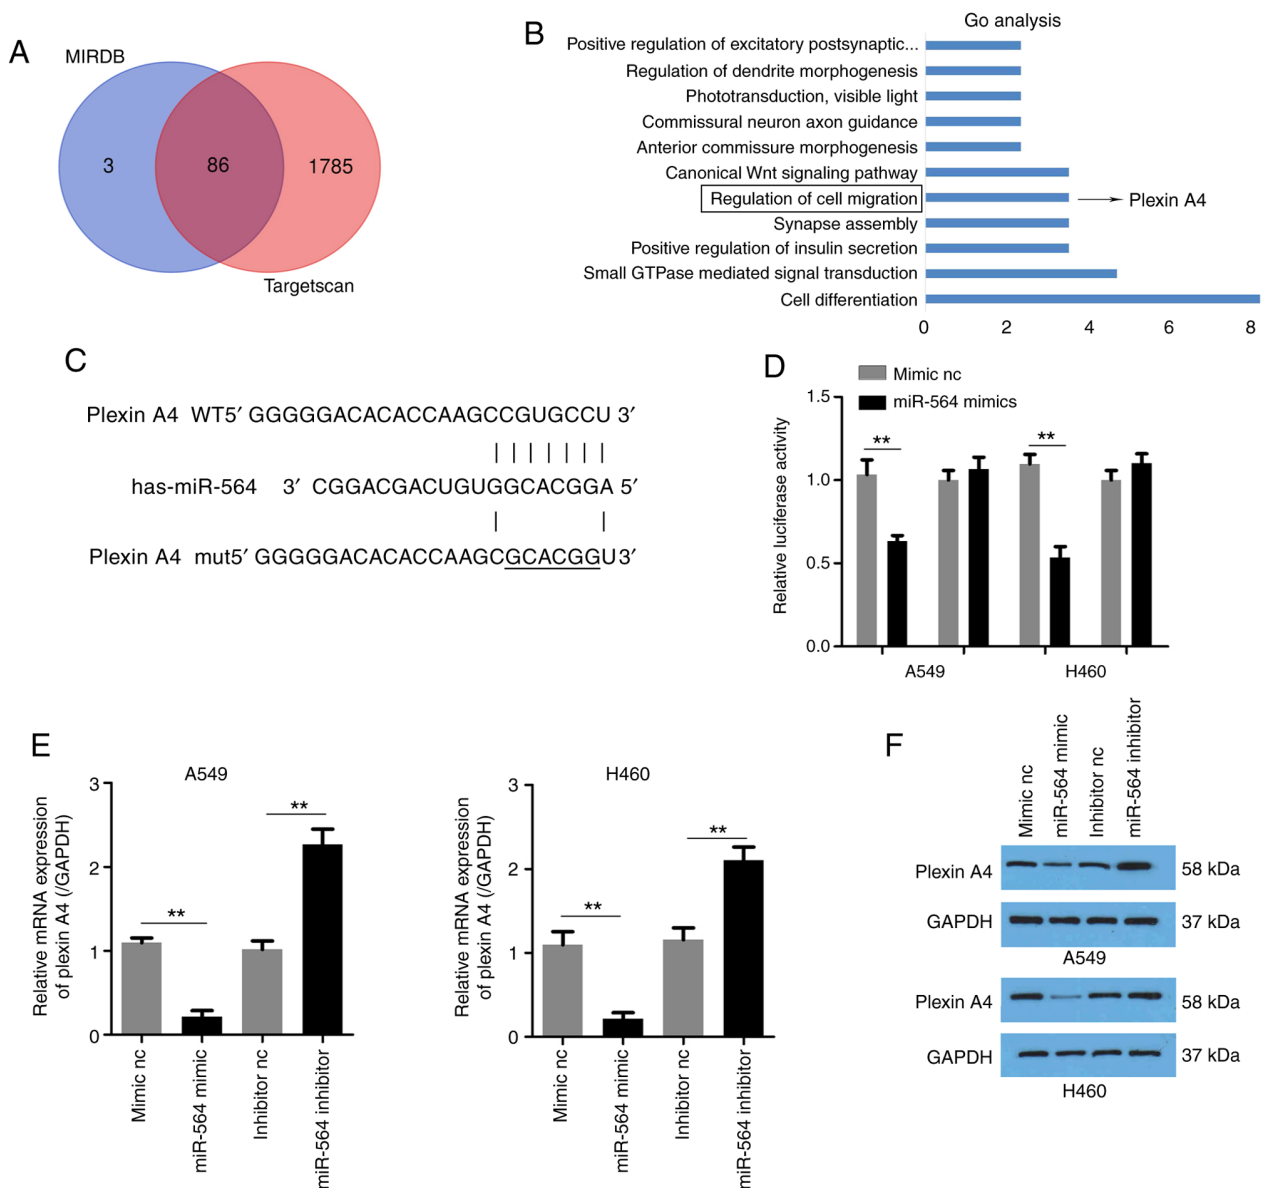 A
MIRDB
3
86
1785
Targetscan
B
Go analysis
Positive regulation of excitatory postsynaptic...
Regulation of dendrite morphogenesis
Phototransduction, visible light
Commissural neuron axon guidance
Anterior commissure morphogenesis
Canonical Wnt signaling pathway
Regulation of cell migration
Plexin A4
Synapse assembly
Positive regulation of insulin secretion
Small GTPase mediated signal transduction
Cell differentiation
0 2 4 6 8
C
Plexin A4 WT5′ GGGGGACACACCAAGCCGUGCCU 3′
has-miR-564 3′ CGGACGACUGUGGCACGGA 5′
Plexin A4 mut5′ GGGGGACACACCAAGCGCACGGU3′
D
Mimic nc
miR-564 mimics
Relative luciferase activity
1.5
1.0
0.5
0.0
**
**
A549
H460
E
A549
Relative mRNA expression
of plexin A4 (/GAPDH)
3
2
1
0
**
**
Mimic nc
miR-564 mimic
Inhibitor nc
miR-564 inhibitor
H460
Relative mRNA expression
of plexin A4 (/GAPDH)
3
2
1
0
**
**
Mimic nc
miR-564 mimic
Inhibitor nc
miR-564 inhibitor
F
Mimic nc
miR-564 mimic
Inhibitor nc
miR-564 inhibitor
Plexin A4 58 kDa
GAPDH 37 kDa
A549
Plexin A4 58 kDa
GAPDH 37 kDa
H460